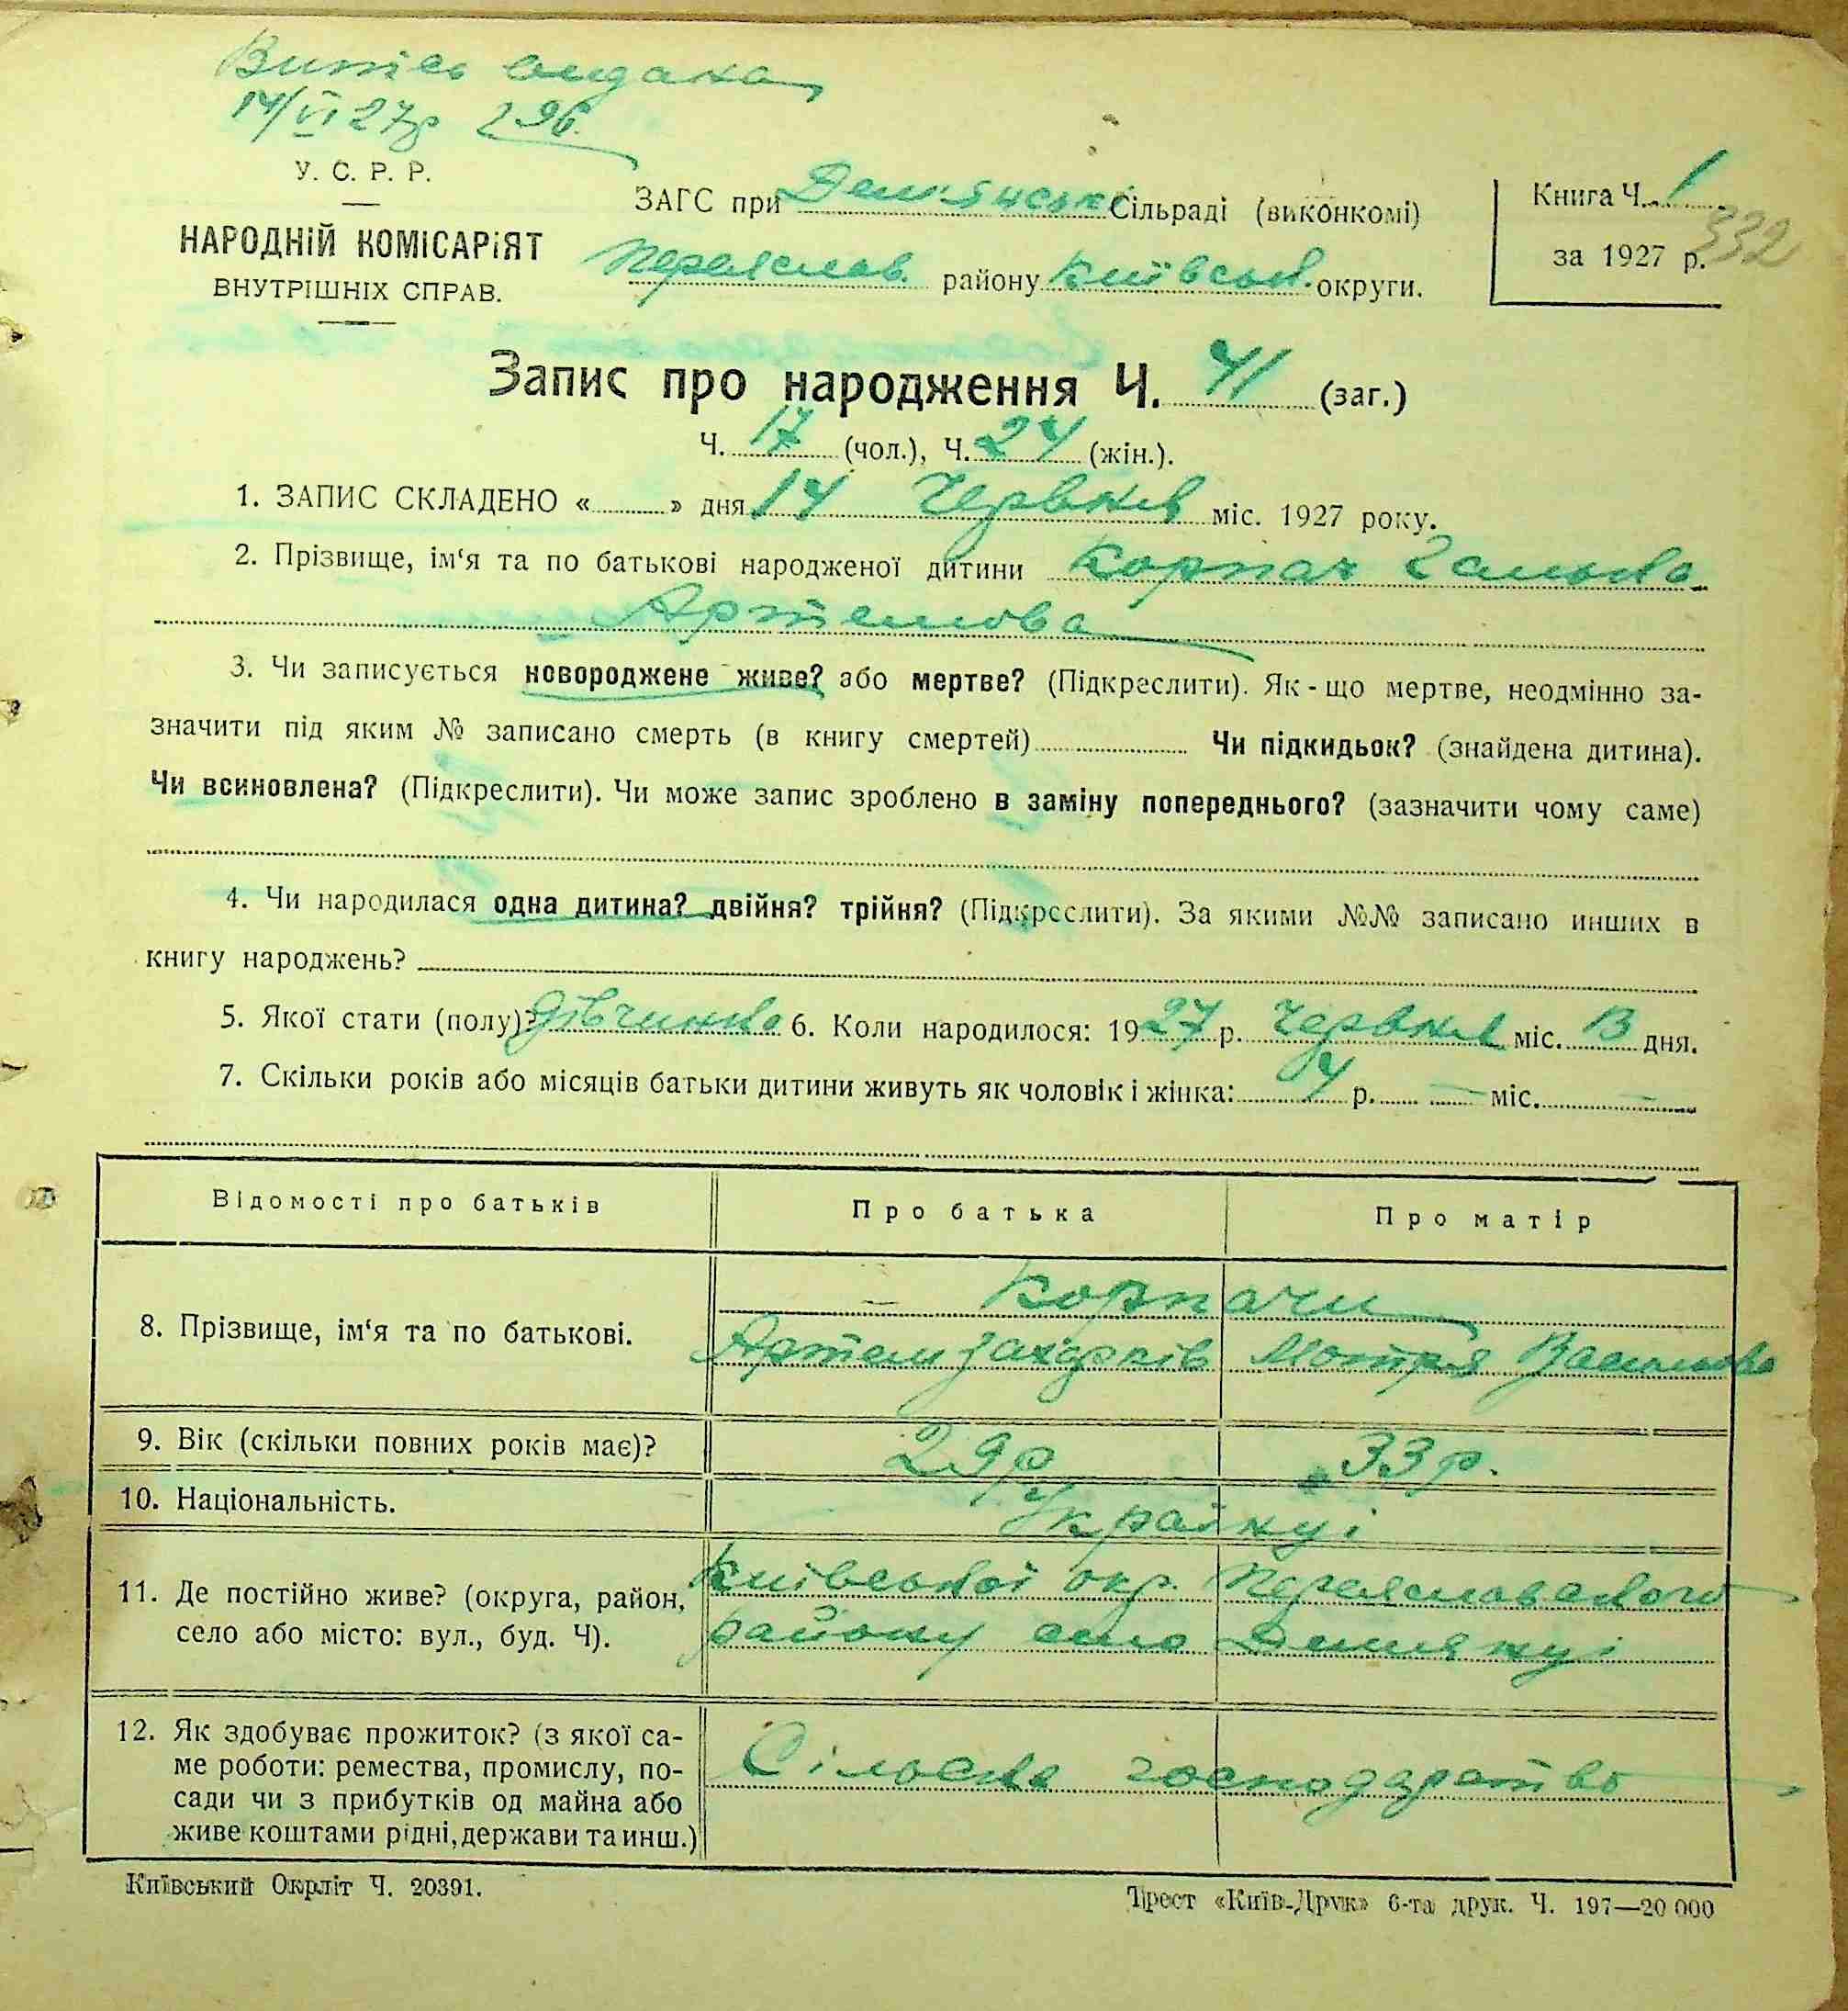 Витісь видана
14/VI 27р 296.
У. С. Р. Р.
НАРОДНІЙ КОМІСАРІЯТ
ВНУТРІШНІХ СПРАВ.
ЗАГС при Дем'янській Сільраді (виконкомі)
Переяслав. району Київськ. округи.
Книга Ч. 1
332
за 1927 р.
Запис про народження Ч. 41 (заг.)
Ч. 17 (чол.), Ч. 24 (жін.).
1. ЗАПИС СКЛАДЕНО «......» дня 14 Червня міс. 1927 року.
2. Прізвище, ім‘я та по батькові народженої дитини Корпач Галька
Артемова
3. Чи записується новороджене живе? або мертве? (Підкреслити). Як-що мертве, неодмінно за-
значити під яким № записано смерть (в книгу смертей) Чи підкидьок? (знайдена дитина).
Чи всиновлена? (Підкреслити). Чи може запис зроблено в заміну попереднього? (зазначити чому саме)
4. Чи народилася одна дитина? двійня? трійня? (Підкреслити). За якими №№ записано инших в
книгу народжень?
5. Якої стати (полу)? дівчинка 6. Коли народилося: 1927 р. Червня міс. 13 дня.
7. Скільки років або місяців батьки дитини живуть як чоловік і жінка: 4 р. — міс. —
Відомості про батьків Про батька Про матір
8. Прізвище, ім‘я та по батькові.
Корпачи
Артем Захарків Мотря Васильова
9. Вік (скільки повних років має)? 29 р. 33 р.
10. Національність. Українці
11. Де постійно живе? (округа, район,
село або місто: вул., буд. Ч).
Київської окр. Переяславського
району село Демянці
12. Як здобуває прожиток? (з якої са-
ме роботи: ремества, промислу, по-
сади чи з прибутків од майна або
живе коштами рідні, держави та инш.)
Сільське господарство
Київський Окрліт Ч. 20391.
Трест «Київ-Друк» 6-та друк. Ч. 197—20 000